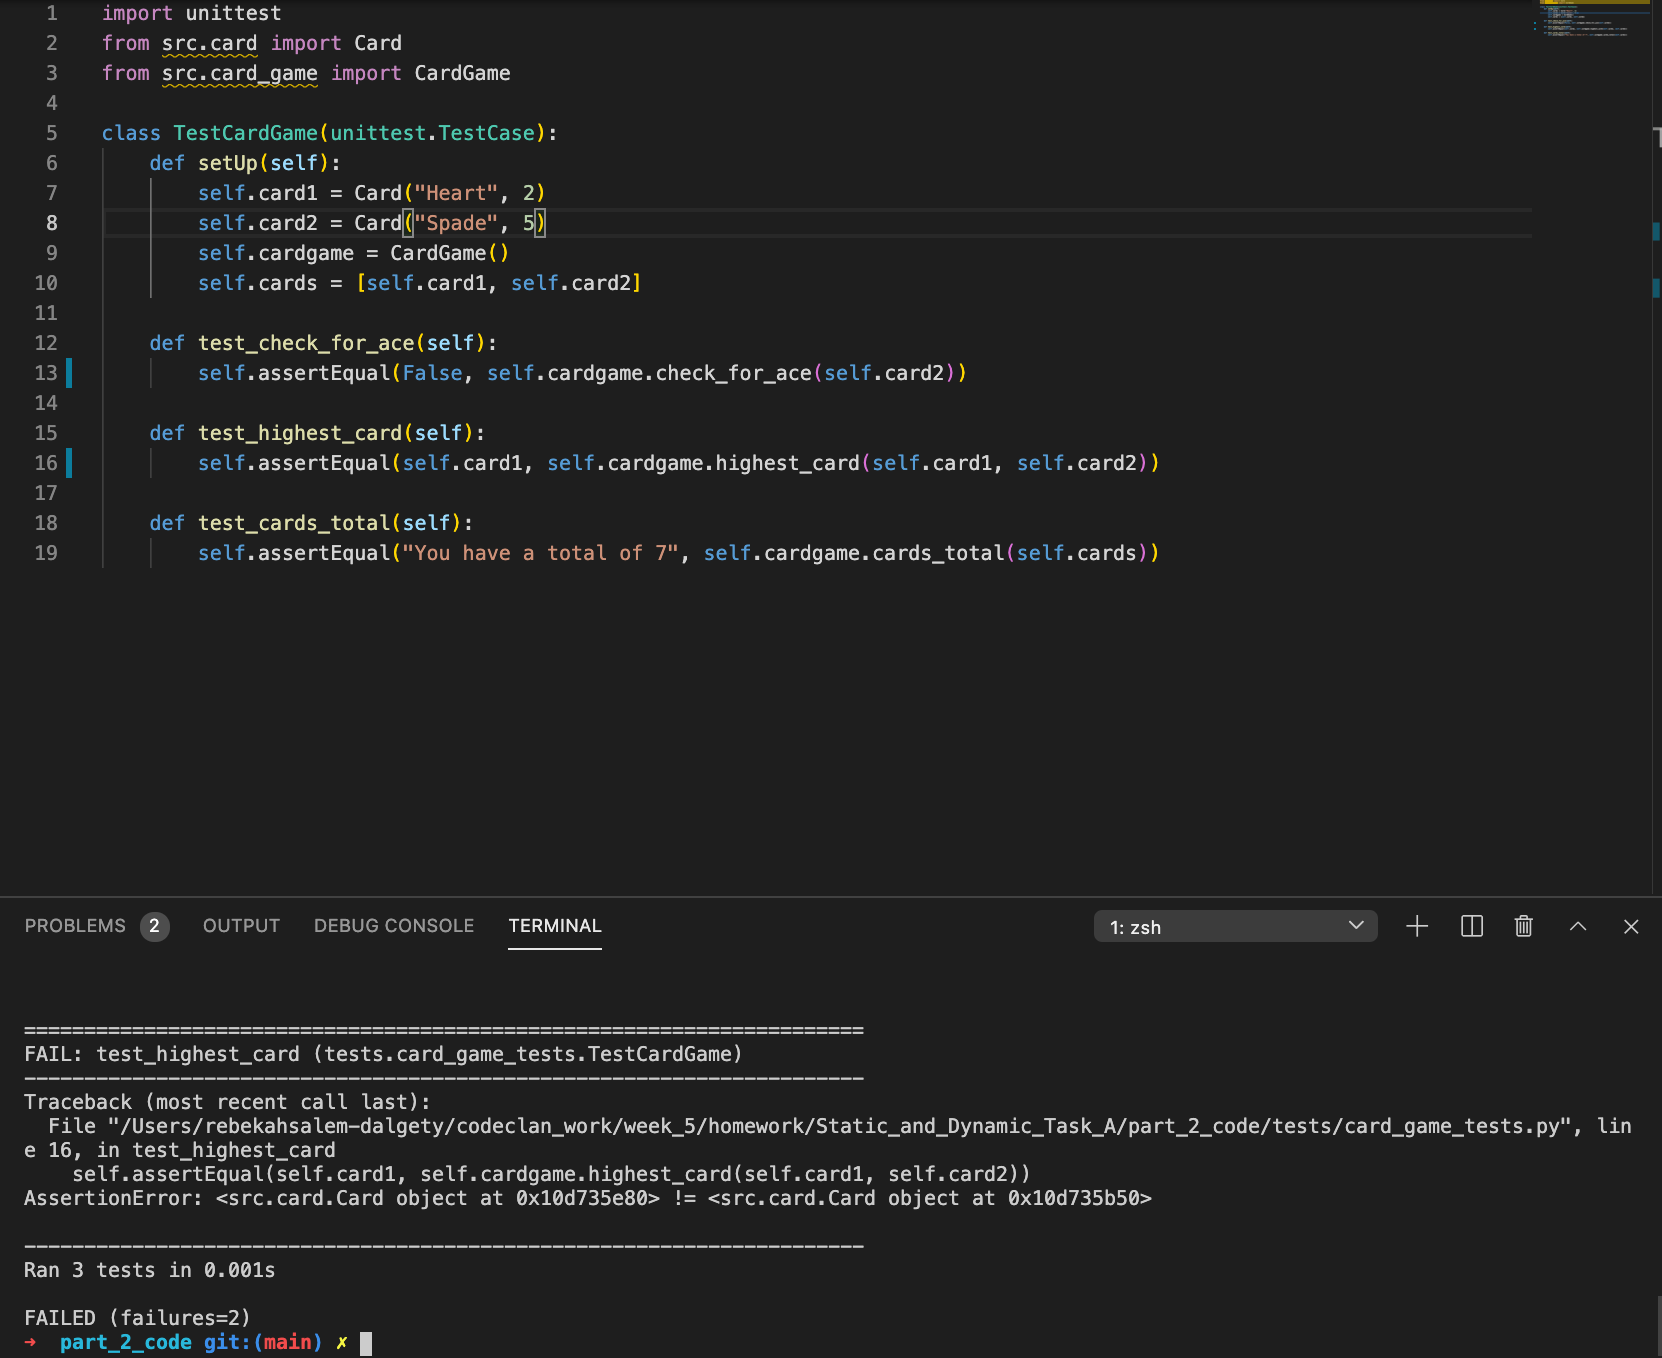 1 import unittest
2 from src.card import Card
3 from src.card_game import CardGame
4
5 class TestCardGame(unittest.TestCase):
6     def setUp(self):
7         self.card1 = Card("Heart", 2)
8         self.card2 = Card("Spade", 5)
9         self.cardgame = CardGame()
10         self.cards = [self.card1, self.card2]
11
12     def test_check_for_ace(self):
13         self.assertEqual(False, self.cardgame.check_for_ace(self.card2))
14
15     def test_highest_card(self):
16         self.assertEqual(self.card1, self.cardgame.highest_card(self.card1, self.card2))
17
18     def test_cards_total(self):
19         self.assertEqual("You have a total of 7", self.cardgame.cards_total(self.cards))
PROBLEMS 2 OUTPUT DEBUG CONSOLE TERMINAL 1: zsh
======================================================================
FAIL: test_highest_card (tests.card_game_tests.TestCardGame)
----------------------------------------------------------------------
Traceback (most recent call last):
  File "/Users/rebekahsalem-dalgety/codeclan_work/week_5/homework/Static_and_Dynamic_Task_A/part_2_code/tests/card_game_tests.py", lin
e 16, in test_highest_card
    self.assertEqual(self.card1, self.cardgame.highest_card(self.card1, self.card2))
AssertionError: <src.card.Card object at 0x10d735e80> != <src.card.Card object at 0x10d735b50>
----------------------------------------------------------------------
Ran 3 tests in 0.001s
FAILED (failures=2)
→ part_2_code git:(main) ✗